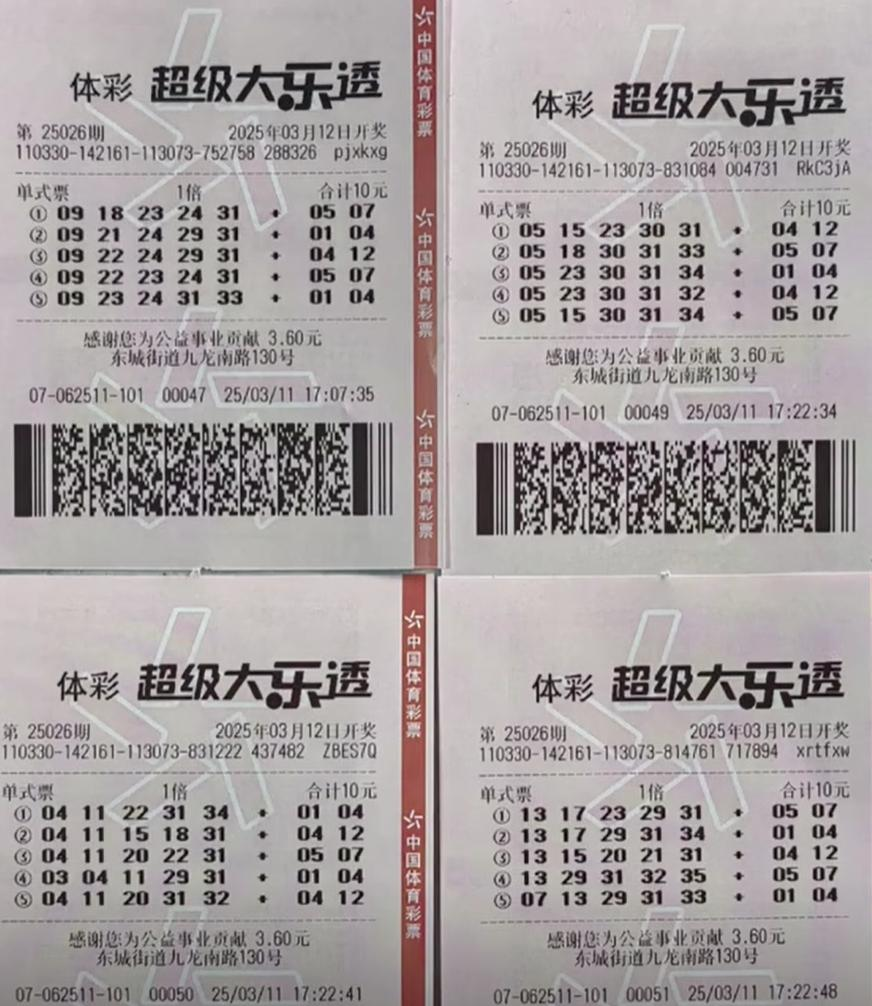 体彩 超级大乐透
第 25026期 2025年03月12日开奖
110330-142161-113073-752758 288326 pjxkxg
单式票 1倍 合计10元
① 09 18 23 24 31 + 05 07
② 09 21 24 29 31 + 01 04
③ 09 22 24 29 31 + 04 12
④ 09 22 23 24 31 + 05 07
⑤ 09 23 24 31 33 + 01 04
感谢您为公益事业贡献 3.60元
东城街道九龙南路130号
07-062511-101 00047 25/03/11 17:07:35
中国体育彩票
中国体育彩票
中国体育彩票
体彩 超级大乐透
第 25026期 2025年03月12日开奖
110330-142161-113073-831084 004731 RkC3jA
单式票 1倍 合计10元
① 05 15 23 30 31 + 04 12
② 05 18 30 31 33 + 05 07
③ 05 23 30 31 34 + 01 04
④ 05 23 30 31 32 + 04 12
⑤ 05 15 30 31 34 + 05 07
感谢您为公益事业贡献 3.60元
东城街道九龙南路130号
07-062511-101 00049 25/03/11 17:22:34
体彩 超级大乐透
第 25026期 2025年03月12日开奖
110330-142161-113073-831222 437482 ZBES7Q
单式票 1倍 合计10元
① 04 11 22 31 34 + 01 04
② 04 11 15 18 31 + 04 12
③ 04 11 20 22 31 + 05 07
④ 03 04 11 29 31 + 01 04
⑤ 04 11 20 31 32 + 04 12
感谢您为公益事业贡献 3.60元
东城街道九龙南路130号
07-062511-101 00050 25/03/11 17:22:41
中国体育彩票
中国体育彩票
体彩 超级大乐透
第 25026期 2025年03月12日开奖
110330-142161-113073-814761 717894 xrtfxw
单式票 1倍 合计10元
① 13 17 23 29 31 + 05 07
② 13 17 29 31 34 + 01 04
③ 13 15 20 21 31 + 04 12
④ 13 29 31 32 35 + 05 07
⑤ 07 13 29 31 33 + 01 04
感谢您为公益事业贡献 3.60元
东城街道九龙南路130号
07-062511-101 00051 25/03/11 17:22:48